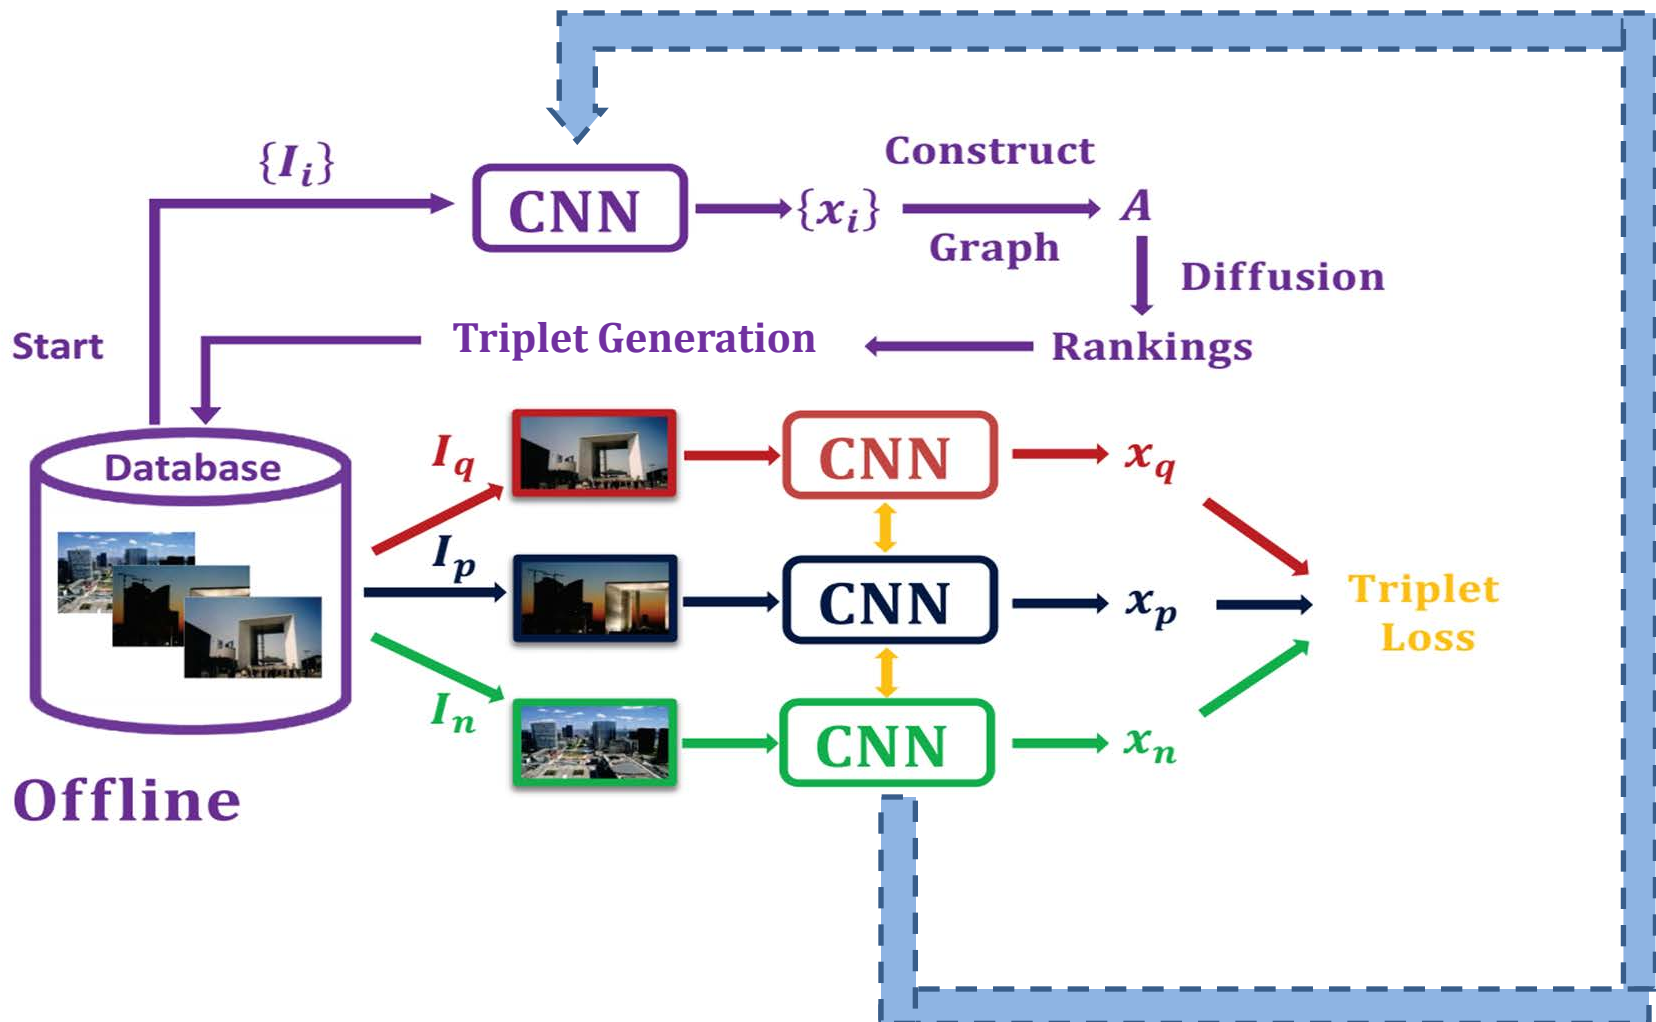 {I_i}
CNN
{x_i}
Construct
Graph
A
Diffusion
Start
Triplet Generation
Rankings
Database
I_q
CNN
x_q
I_p
CNN
x_p
Triplet
Loss
I_n
CNN
x_n
Offline